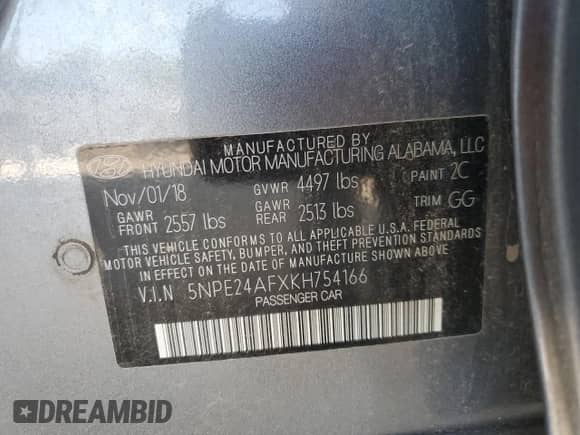 MANUFACTURED BY
HYUNDAI MOTOR MANUFACTURING ALABAMA, LLC
Nov/01/18 GVWR 4497 lbs PAINT 2C
GAWR FRONT 2557 lbs GAWR REAR 2513 lbs TRIM GG
THIS VEHICLE CONFORMS TO ALL APPLICABLE U.S.A. FEDERAL
MOTOR VEHICLE SAFETY, BUMPER, AND THEFT PREVENTION STANDARDS
IN EFFECT ON THE DATE OF MANUFACTURE SHOWN ABOVE
V.I.N 5NPE24AFXKH754166
PASSENGER CAR
DREAMBID